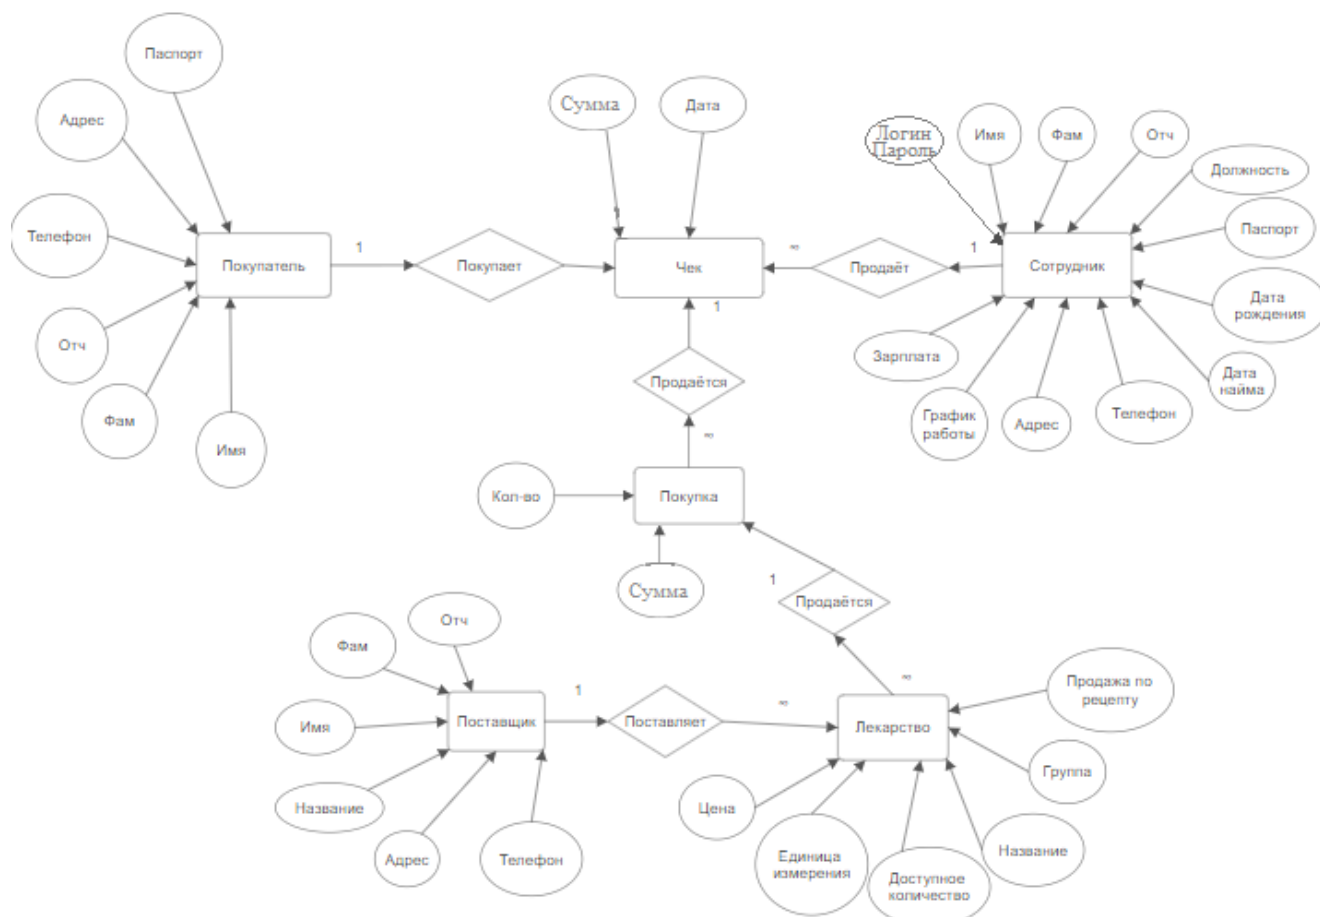 Паспорт
Адрес
Телефон
Отч
Фам
Имя
Покупатель
1
Покупает
Сумма
Дата
1
Чек
∞
Продаёт
1
Логин
Пароль
Имя
Фам
Отч
Должность
Паспорт
Сотрудник
Дата
рождения
Дата
найма
Зарплата
График
работы
Адрес
Телефон
1
Продаётся
∞
Кол-во
Покупка
Сумма
1
Продаётся
∞
Отч
Фам
Имя
Название
Адрес
Телефон
Поставщик
1
Поставляет
∞
Лекарство
Продажа по
рецепту
Группа
Название
Цена
Единица
измерения
Доступное
количество